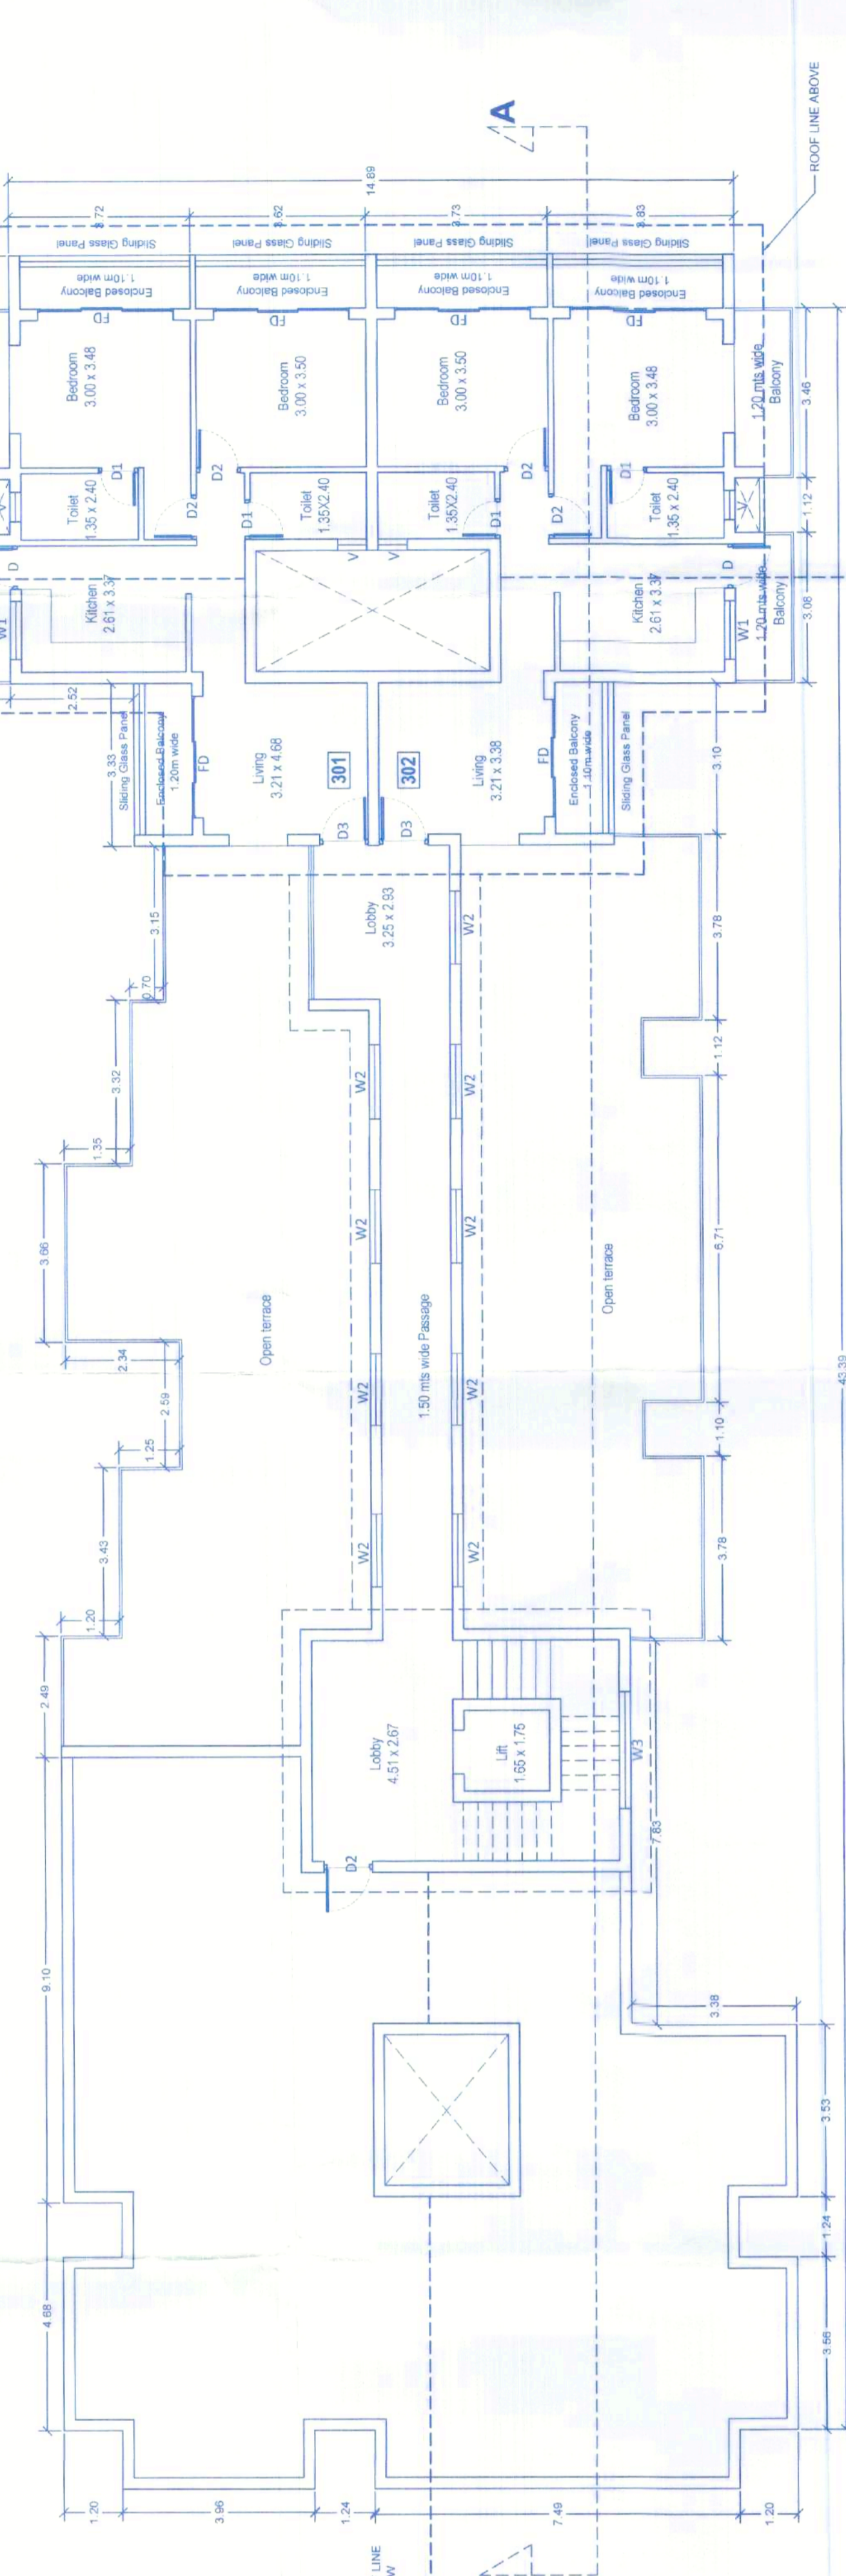 A
ROOF LINE ABOVE
14.89
3.72
3.62
3.73
3.83
Sliding Glass Panel
Sliding Glass Panel
Sliding Glass Panel
Sliding Glass Panel
Enclosed Balcony
1.10m wide
Enclosed Balcony
1.10m wide
Enclosed Balcony
1.10m wide
Enclosed Balcony
1.10m wide
FD
FD
FD
FD
Bedroom
3.00 x 3.48
Bedroom
3.00 x 3.50
Bedroom
3.00 x 3.50
Bedroom
3.00 x 3.48
1.20 mts wide
Balcony
3.46
D1
D2
D2
D1
Toilet
1.35 x 2.40
Toilet
1.35X2.40
Toilet
1.35X2.40
Toilet
1.35 x 2.40
1.12
D2
D1
D1
D2
V
V
V
V
D
D
Kitchen
2.61 x 3.37
Kitchen
2.61 x 3.37
W1
W1
1.20 mts wide
Balcony
3.08
2.52
3.33
Sliding Glass Panel
Enclosed Balcony
1.20m wide
FD
Living
3.21 x 4.68
301
302
Living
3.21 x 3.38
FD
Enclosed Balcony
1.10m wide
Sliding Glass Panel
3.10
D3
D3
3.15
0.70
Lobby
3.25 x 2.93
W2
3.78
3.32
W2
W2
1.12
1.35
3.66
W2
W2
Open terrace
1.50 mts wide Passage
Open terrace
6.71
2.34
2.59
W2
W2
43.39
1.25
1.10
3.43
W2
W2
3.78
1.20
2.49
Lobby
4.51 x 2.67
Lift
1.65 x 1.75
W3
7.83
D2
9.10
3.38
3.53
1.24
4.68
3.56
1.20
3.96
1.24
7.49
1.20
LINE
W